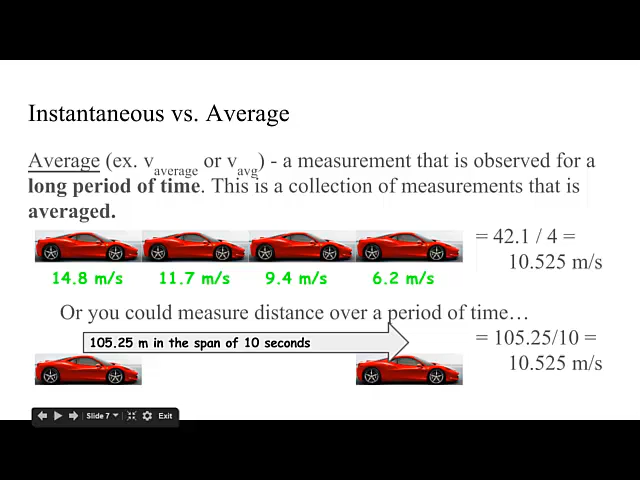 Instantaneous vs. Average
Average (ex. v average or v avg) - a measurement that is observed for a
long period of time. This is a collection of measurements that is
averaged.
= 42.1 / 4 =
10.525 m/s
14.8 m/s 11.7 m/s 9.4 m/s 6.2 m/s
Or you could measure distance over a period of time…
105.25 m in the span of 10 seconds
= 105.25/10 =
10.525 m/s
Slide 7 Exit